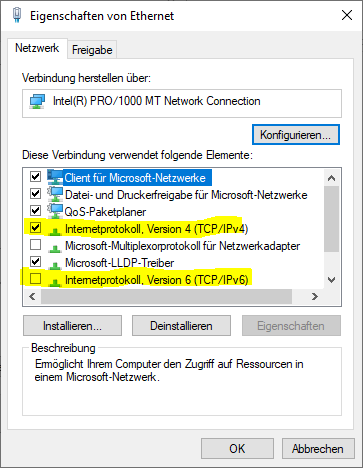 Eigenschaften von Ethernet
Netzwerk
Freigabe
Verbindung herstellen über:
Intel(R) PRO/1000 MT Network Connection
Konfigurieren...
Diese Verbindung verwendet folgende Elemente:
Client für Microsoft-Netzwerke
Datei- und Druckerfreigabe für Microsoft-Netzwerke
QoS-Paketplaner
Internetprotokoll, Version 4 (TCP/IPv4)
Microsoft-Multiplexorprotokoll für Netzwerkadapter
Microsoft-LLDP-Treiber
Internetprotokoll, Version 6 (TCP/IPv6)
Installieren...
Deinstallieren
Eigenschaften
Beschreibung
Ermöglicht Ihrem Computer den Zugriff auf Ressourcen in
einem Microsoft-Netzwerk.
OK
Abbrechen